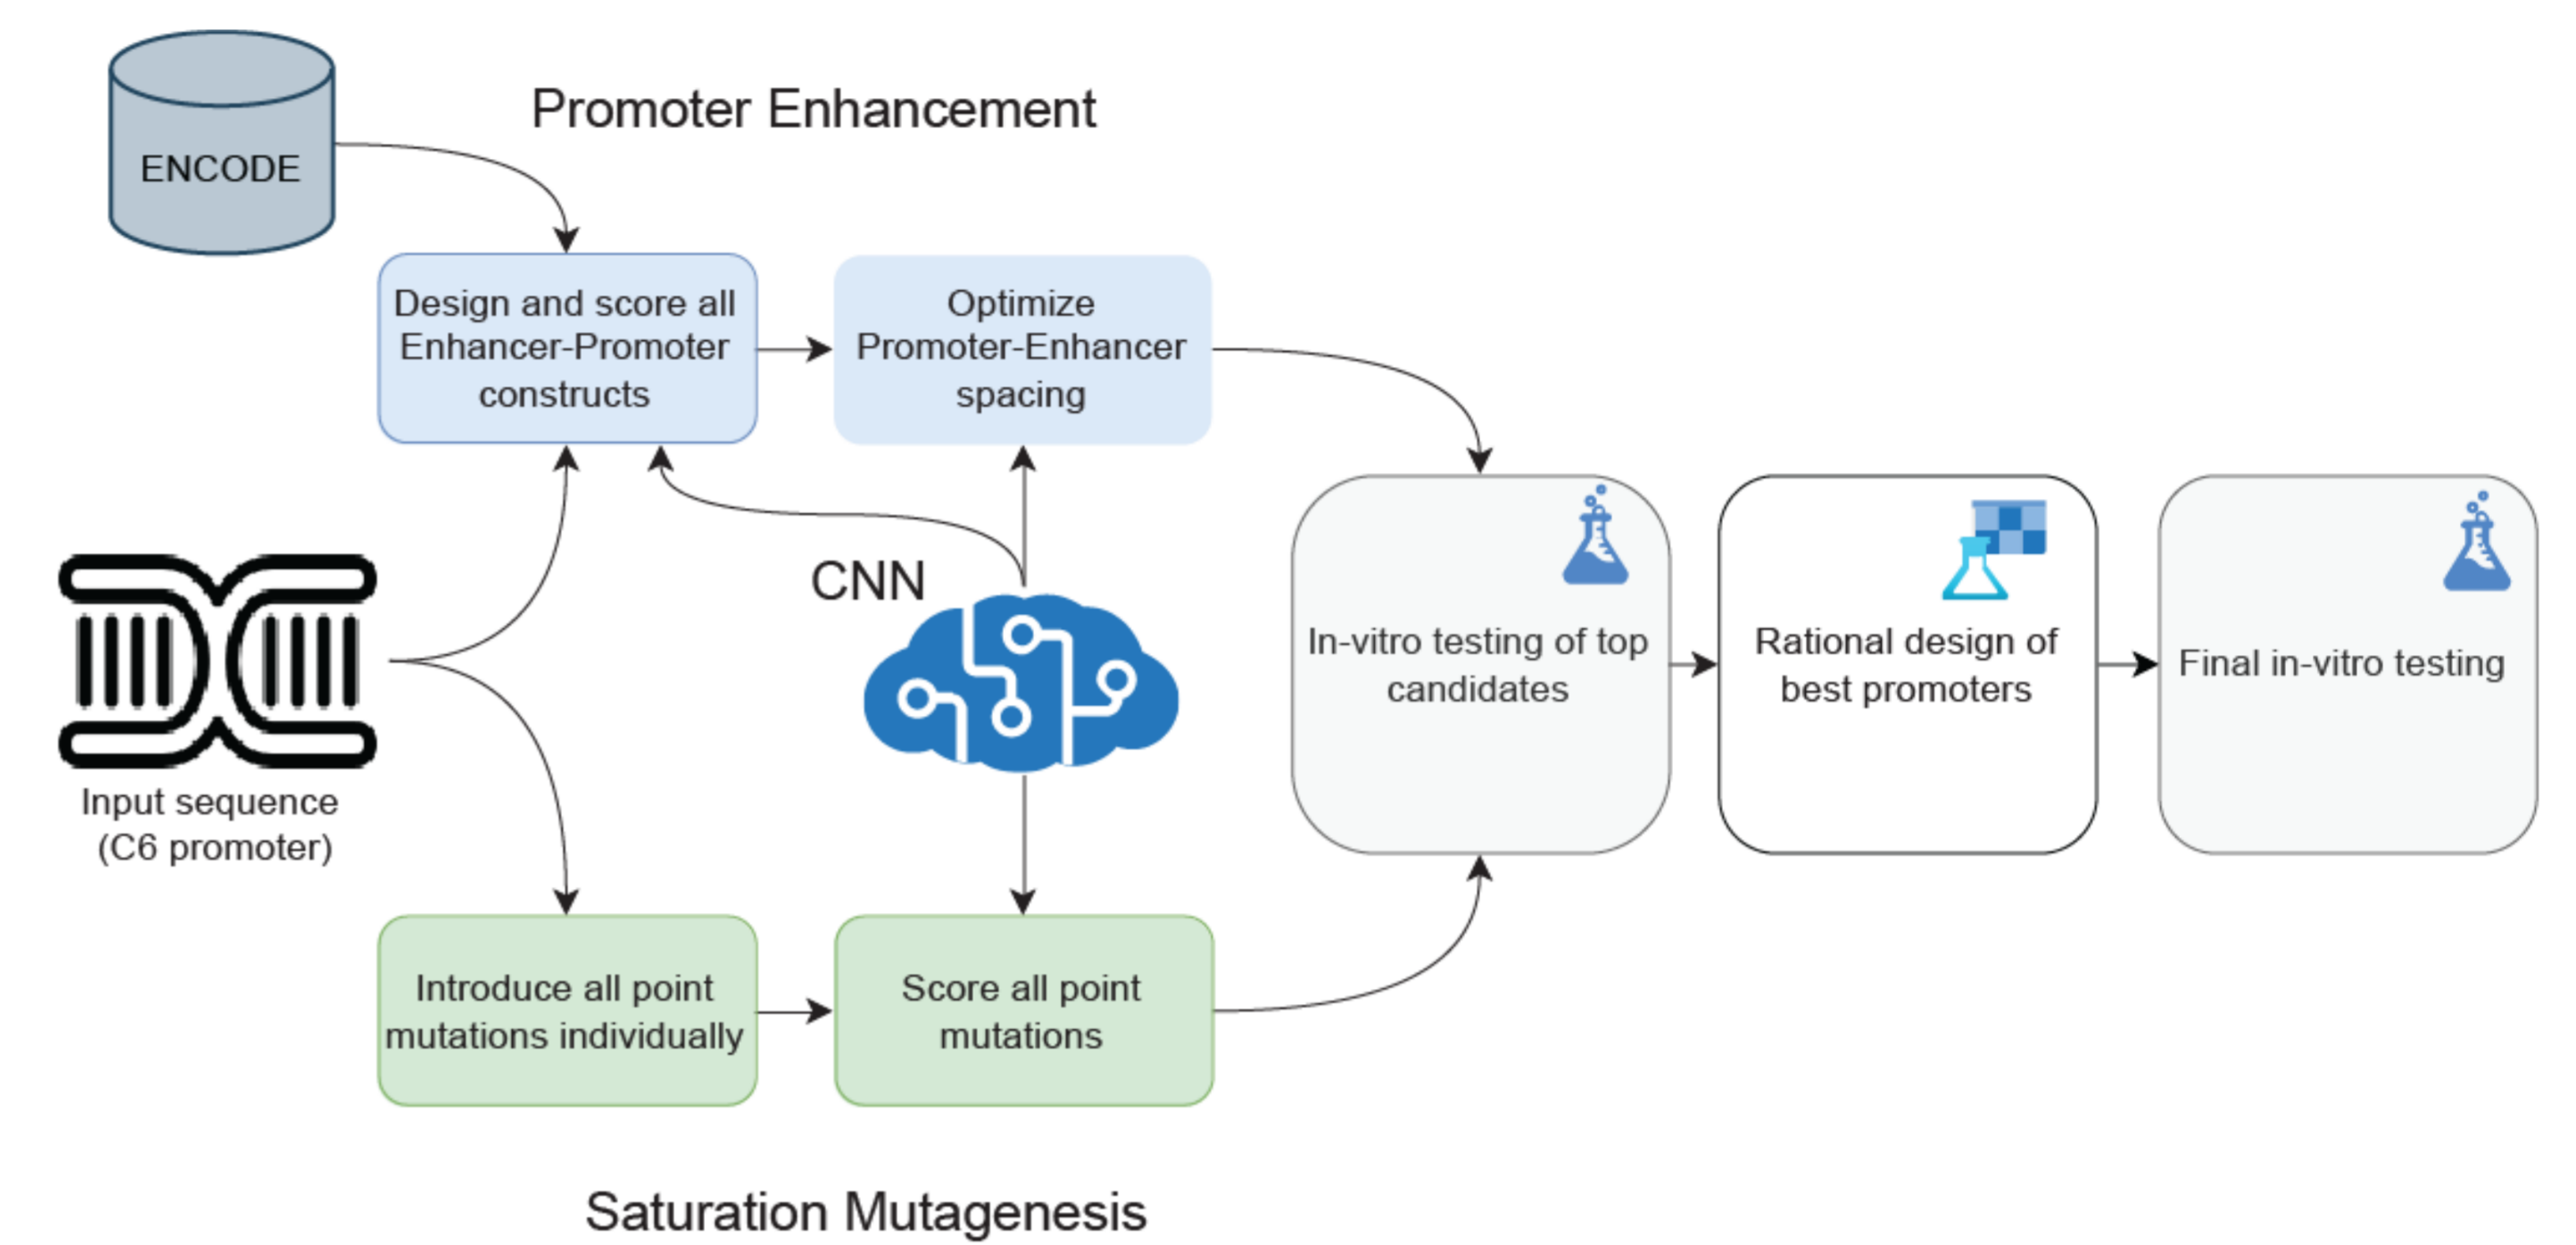 Promoter Enhancement
ENCODE
Design and score all
Enhancer-Promoter
constructs
Optimize
Promoter-Enhancer
spacing
CNN
Input sequence
(C6 promoter)
In-vitro testing of top
candidates
Rational design of
best promoters
Final in-vitro testing
Introduce all point
mutations individually
Score all point
mutations
Saturation Mutagenesis